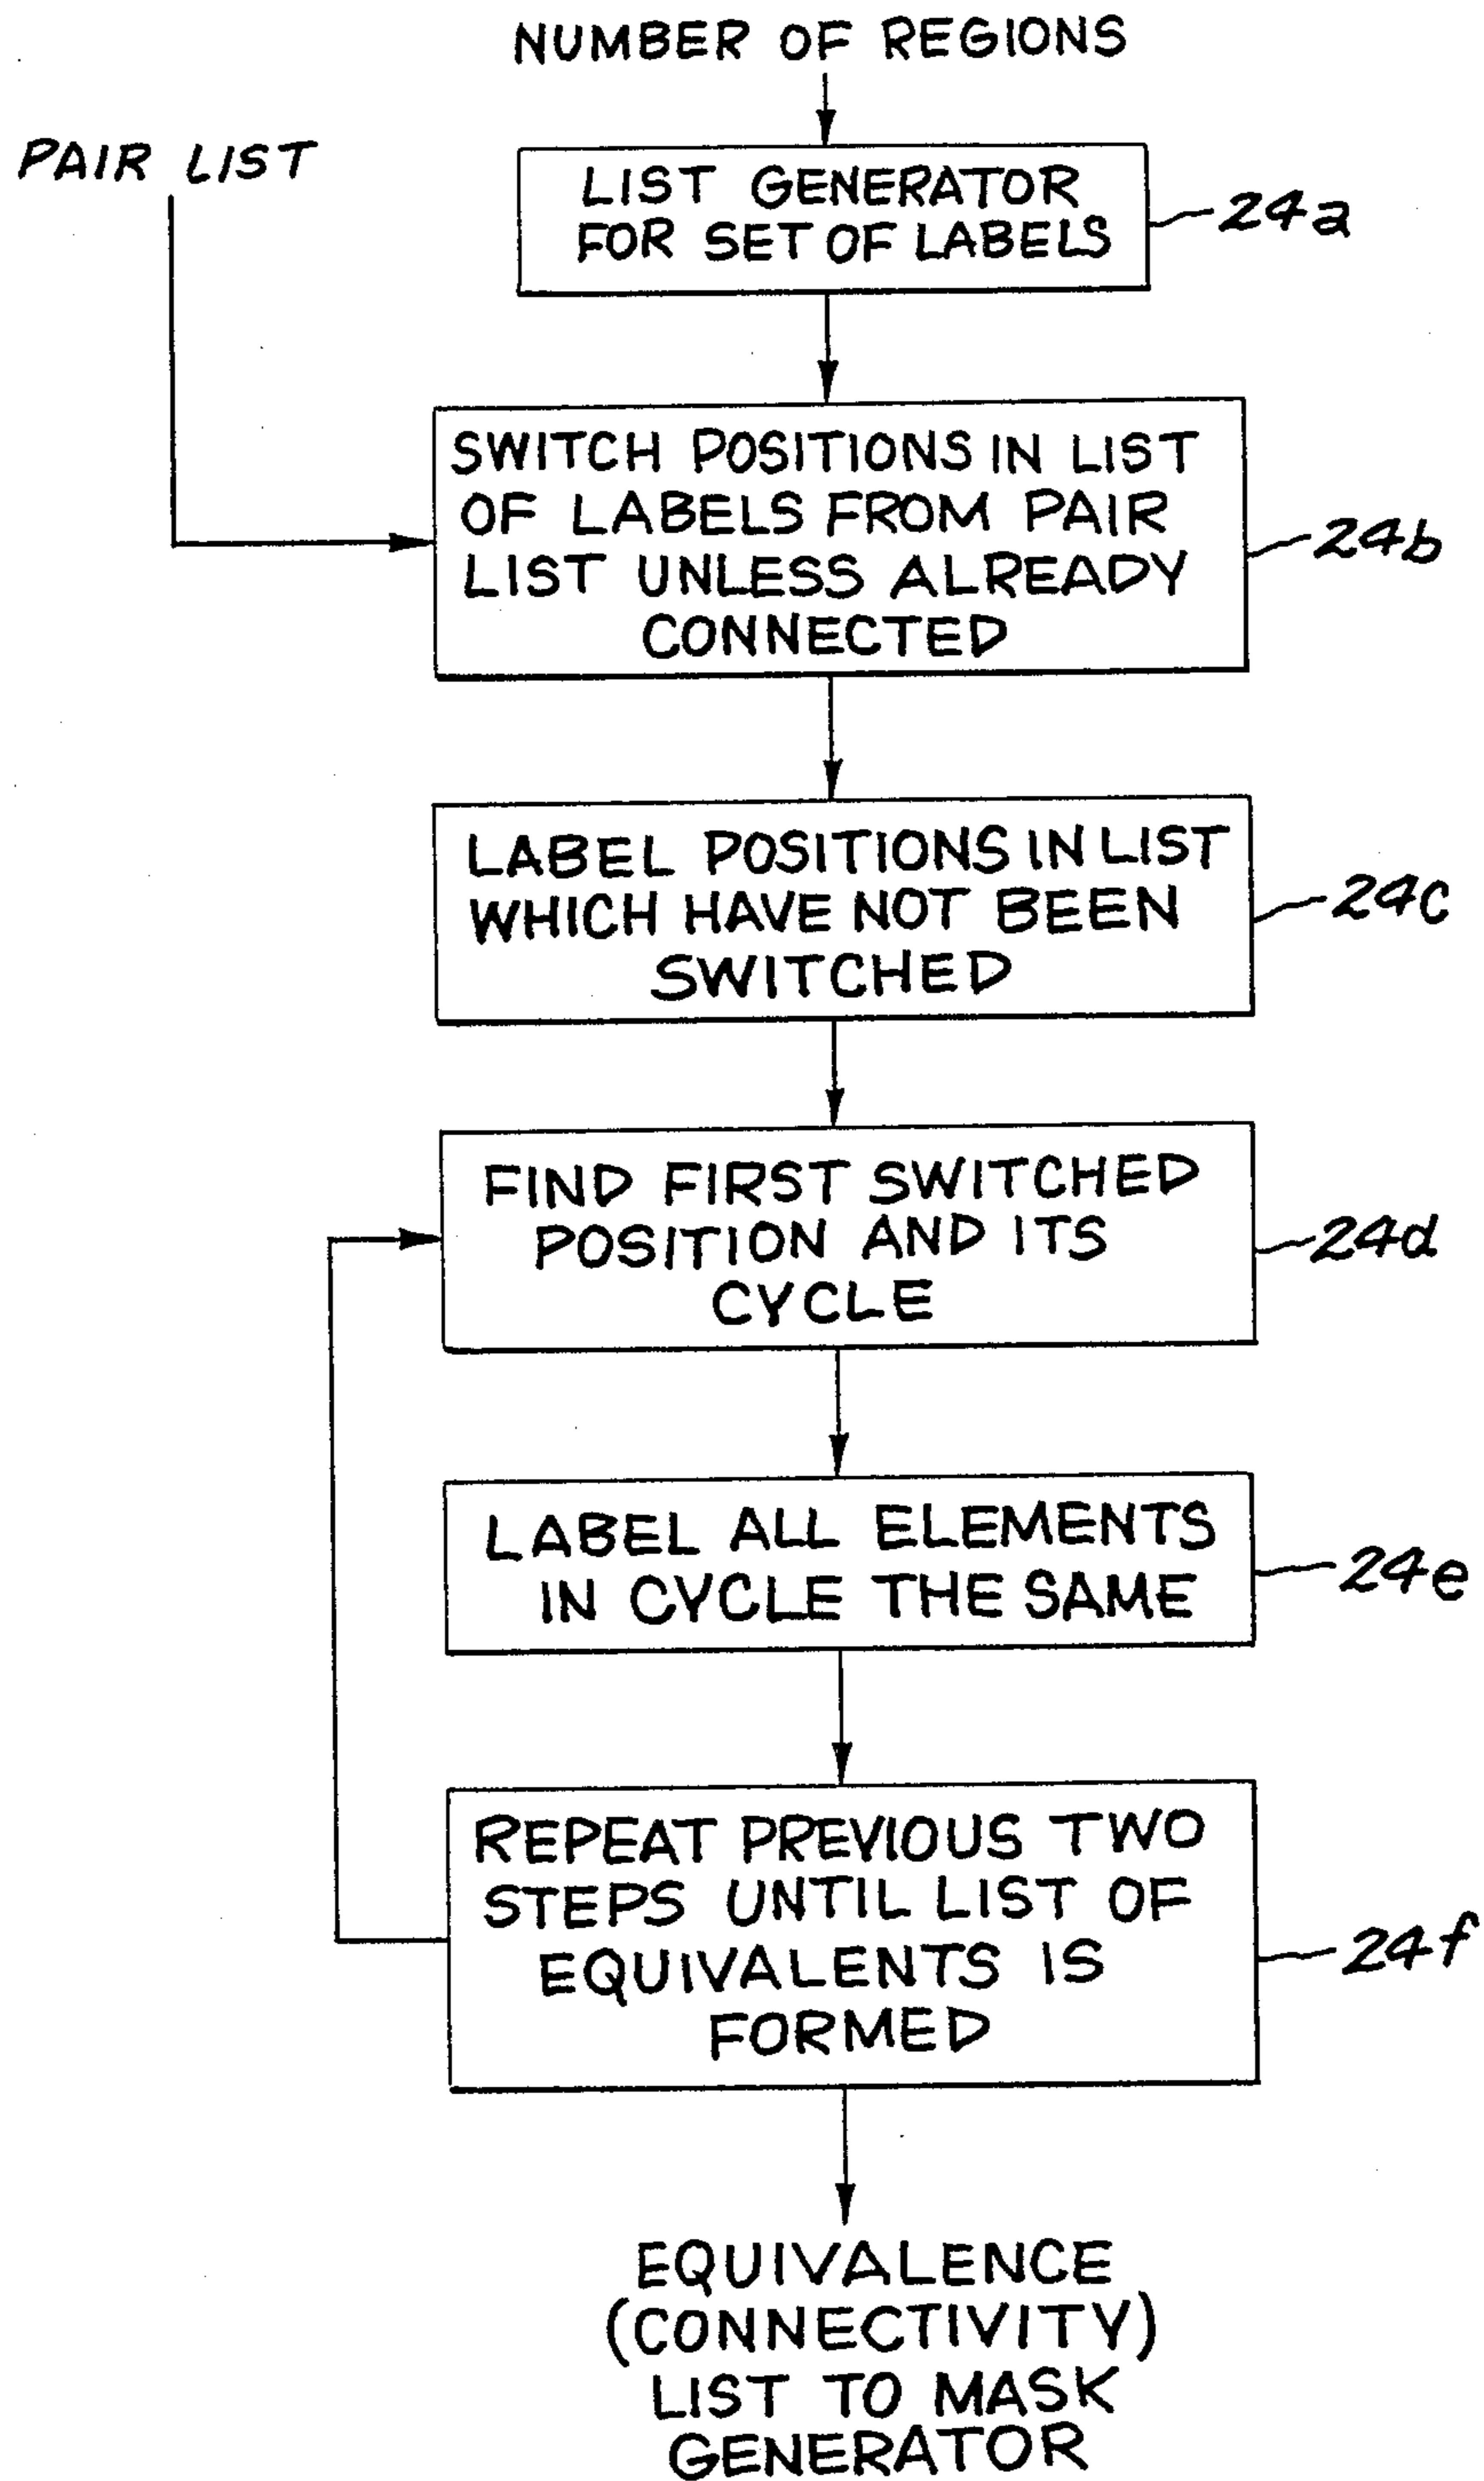 NUMBER OF REGIONS
PAIR LIST
LIST GENERATOR
FOR SET OF LABELS
24a
SWITCH POSITIONS IN LIST
OF LABELS FROM PAIR
LIST UNLESS ALREADY
CONNECTED
24b
LABEL POSITIONS IN LIST
WHICH HAVE NOT BEEN
SWITCHED
24c
FIND FIRST SWITCHED
POSITION AND ITS
CYCLE
24d
LABEL ALL ELEMENTS
IN CYCLE THE SAME
24e
REPEAT PREVIOUS TWO
STEPS UNTIL LIST OF
EQUIVALENTS IS
FORMED
24f
EQUIVALENCE
(CONNECTIVITY)
LIST TO MASK
GENERATOR